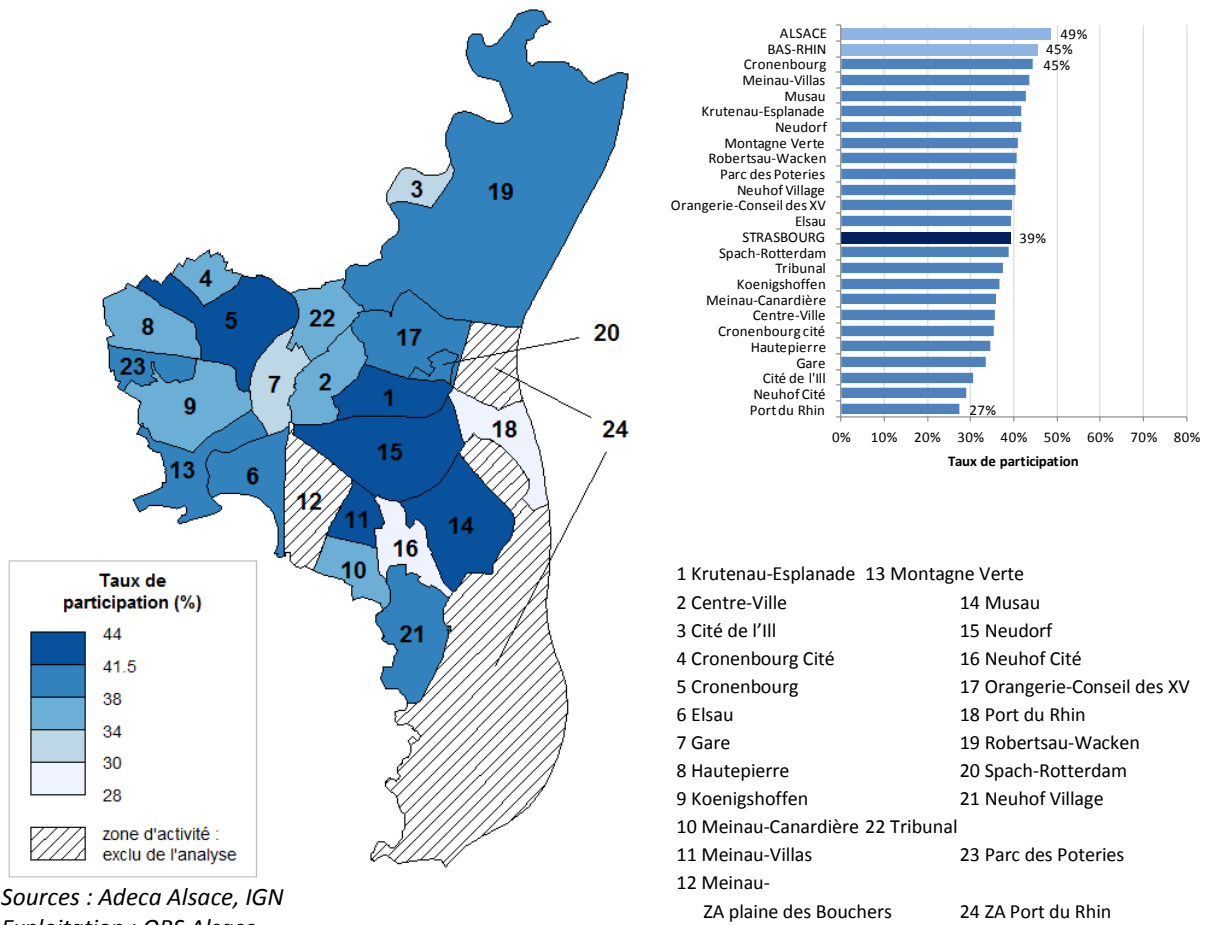 ALSACE 49%
BAS-RHIN 45%
Cronenbourg 45%
Meinau-Villas
Musau
Krutenau-Esplanade
Neudorf
Montagne Verte
Robertsau-Wacken
Parc des Poteries
Neuhof Village
Orangerie-Conseil des XV
Elsau
STRASBOURG 39%
Spach-Rotterdam
Tribunal
Koenigshoffen
Meinau-Canardière
Centre-Ville
Cronenbourg cité
Hautepierre
Gare
Cité de l'Ill
Neuhof Cité
Port du Rhin 27%
0% 10% 20% 30% 40% 50% 60% 70% 80%
Taux de participation
3
19
4
5
22
8
17
20
23
7
2
9
1
18
24
15
13
6
12
11
14
16
10
21
Taux de
participation (%)
44
41.5
38
34
30
28
zone d'activité :
exclu de l'analyse
Sources : Adeca Alsace, IGN
1 Krutenau-Esplanade 13 Montagne Verte
2 Centre-Ville 14 Musau
3 Cité de l’Ill 15 Neudorf
4 Cronenbourg Cité 16 Neuhof Cité
5 Cronenbourg 17 Orangerie-Conseil des XV
6 Elsau 18 Port du Rhin
7 Gare 19 Robertsau-Wacken
8 Hautepierre 20 Spach-Rotterdam
9 Koenigshoffen 21 Neuhof Village
10 Meinau-Canardière 22 Tribunal
11 Meinau-Villas 23 Parc des Poteries
12 Meinau-
ZA plaine des Bouchers 24 ZA Port du Rhin